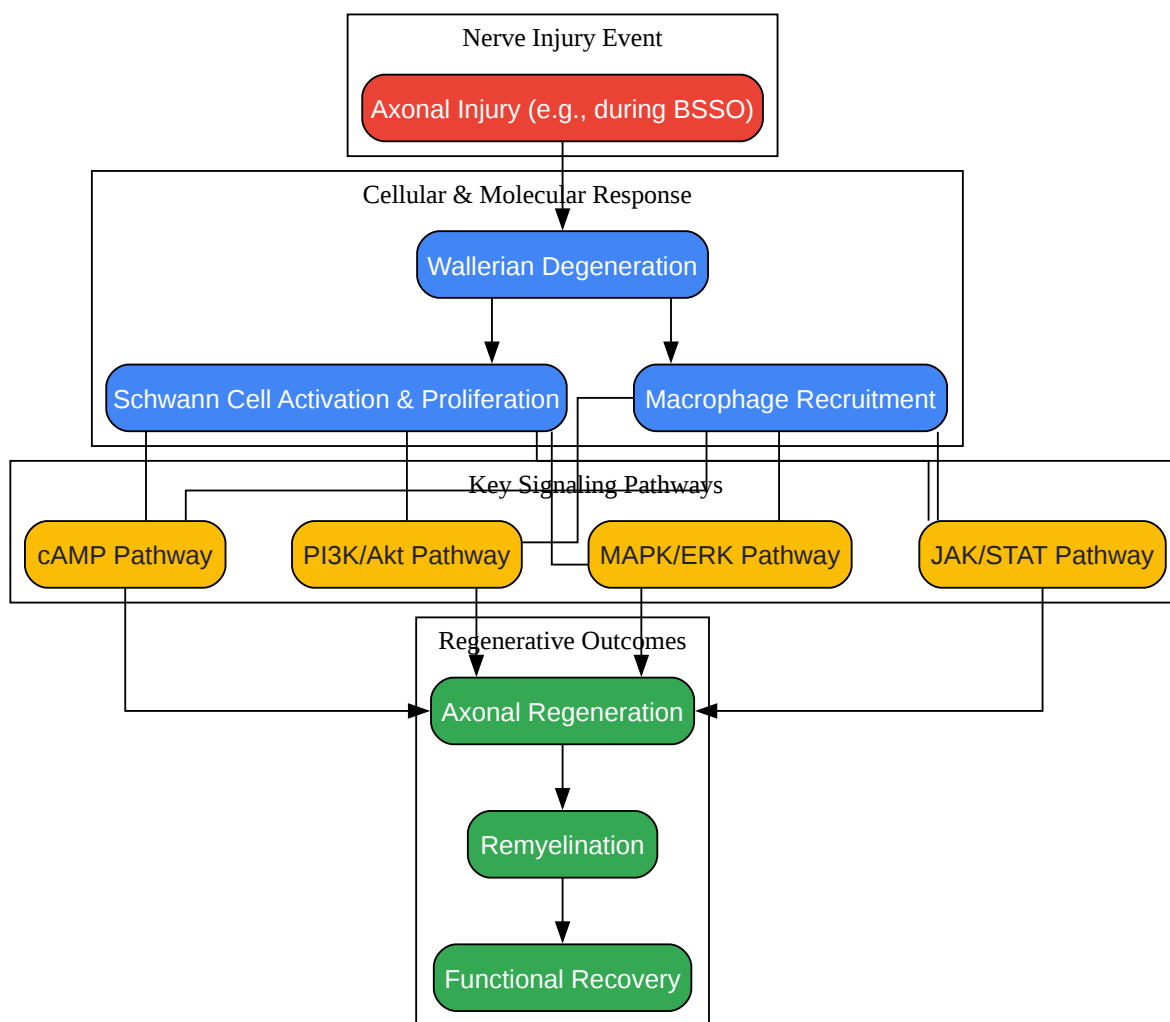 Nerve Injury Event
Axonal Injury (e.g., during BSSO)
Cellular & Molecular Response
Wallerian Degeneration
Schwann Cell Activation & Proliferation
Macrophage Recruitment
Key Signaling Pathways
cAMP Pathway
PI3K/Akt Pathway
MAPK/ERK Pathway
JAK/STAT Pathway
Regenerative Outcomes
Axonal Regeneration
Remyelination
Functional Recovery